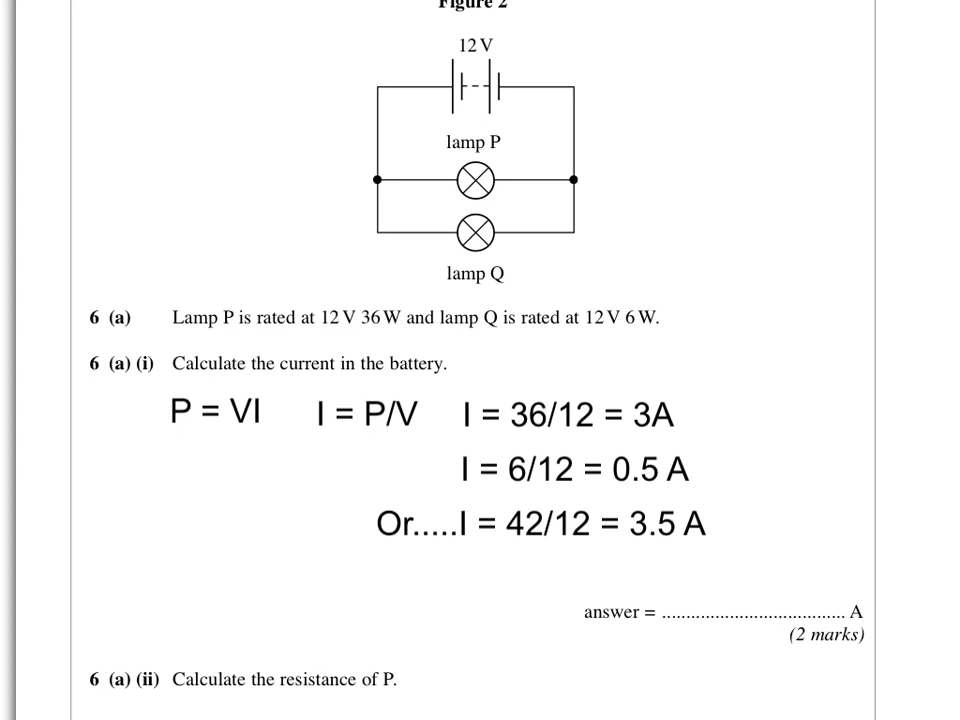 Figure 2
12 V
lamp P
lamp Q
6 (a) Lamp P is rated at 12 V 36 W and lamp Q is rated at 12 V 6 W.
6 (a) (i) Calculate the current in the battery.
P = VI I = P/V I = 36/12 = 3A
I = 6/12 = 0.5 A
Or.....I = 42/12 = 3.5 A
answer = ...................................... A
(2 marks)
6 (a) (ii) Calculate the resistance of P.